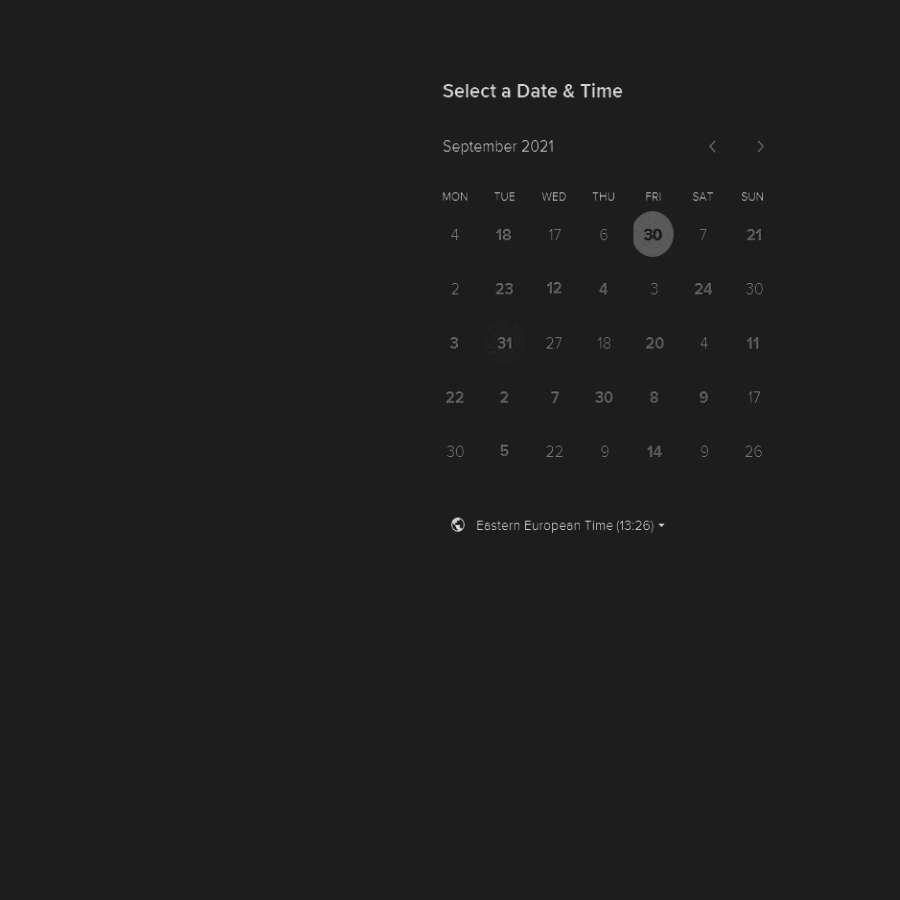 Select a Date & Time
September 2021
MON TUE WED THU FRI SAT SUN
4 18 17 6 30 7 21
2 23 12 4 3 24 30
3 31 27 18 20 4 11
22 2 7 30 8 9 17
30 5 22 9 14 9 26
Eastern European Time (13:26)